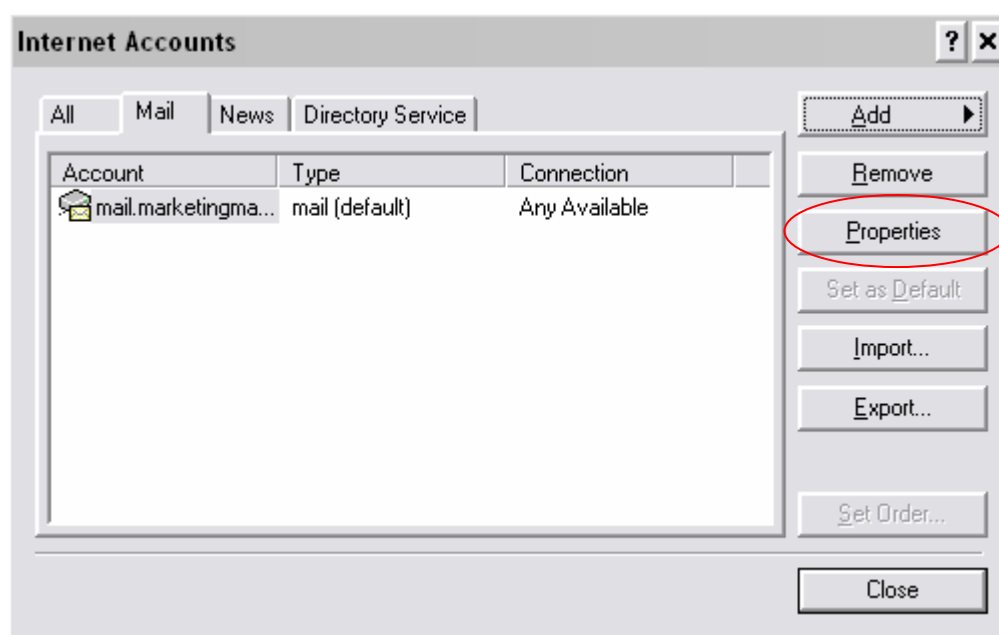 Internet Accounts
? ×
All Mail News Directory Service
Add
Account Type Connection
Remove
mail.marketingma... mail (default) Any Available
Properties
Set as Default
Import...
Export...
Set Order...
Close